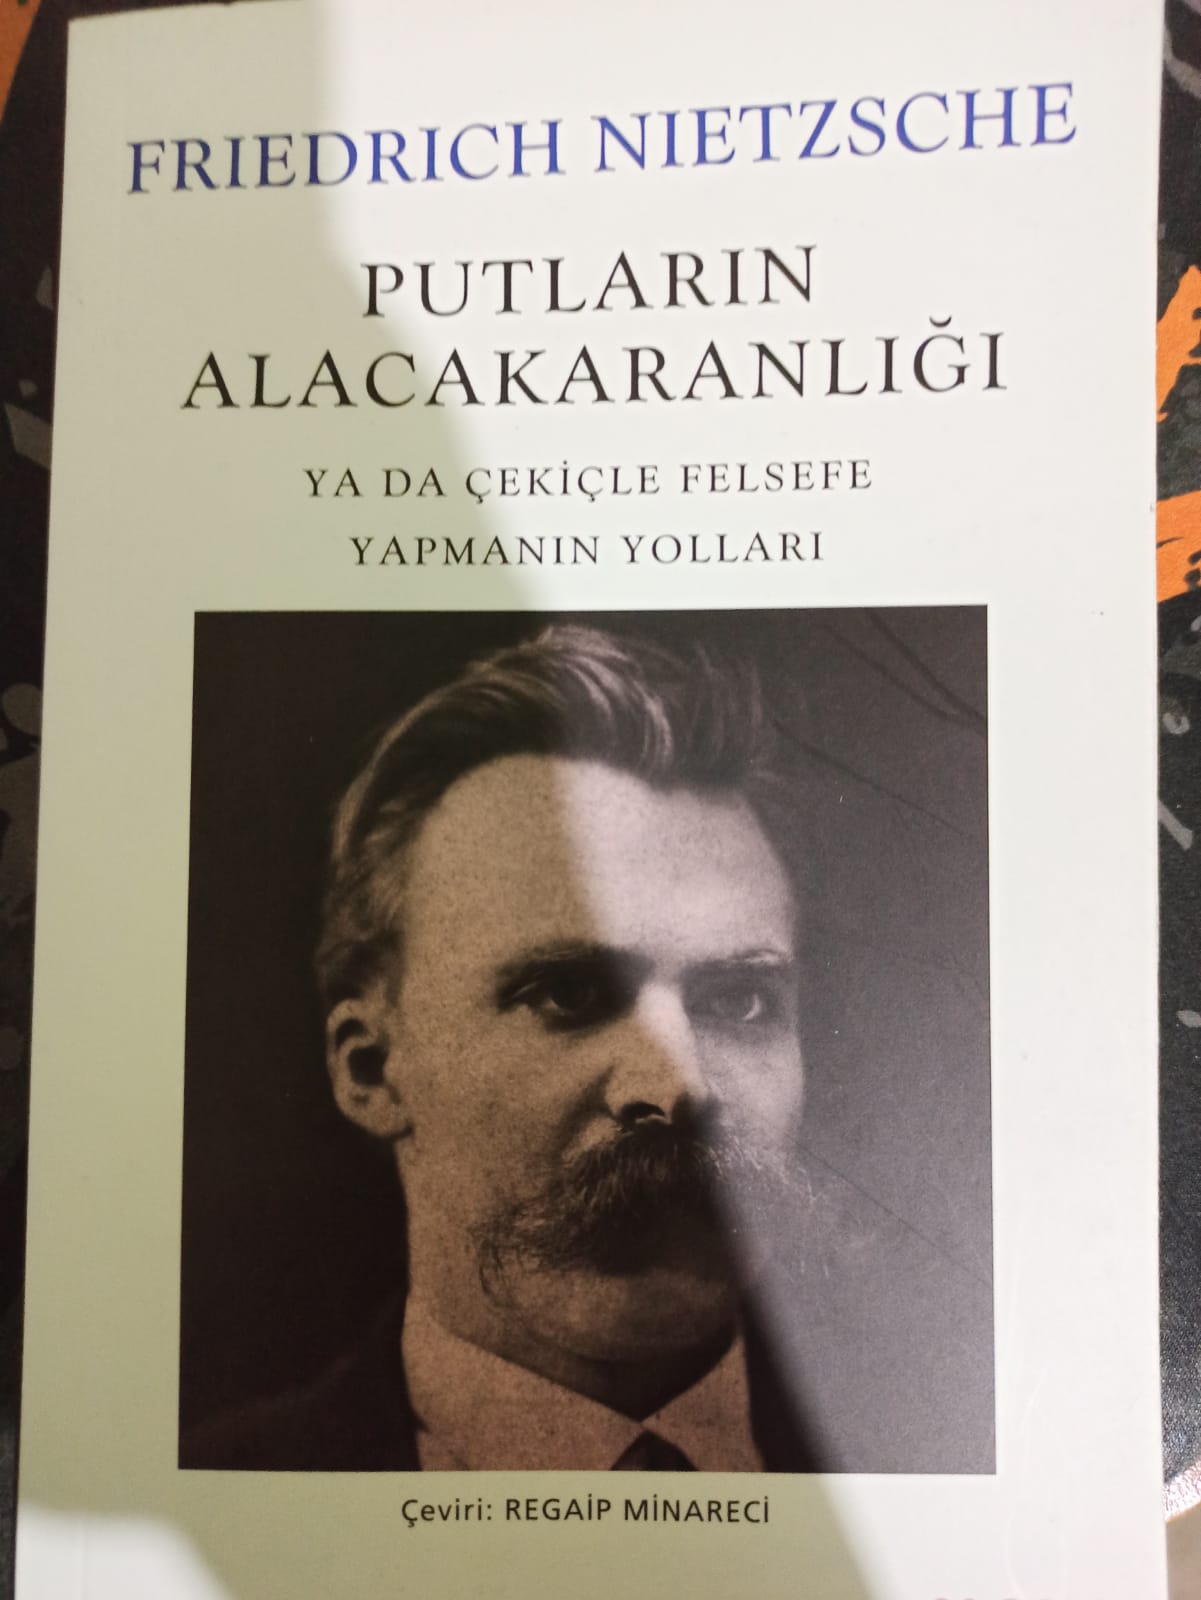 FRIEDRICH NIETZSCHE
PUTLARIN
ALACAKARANLIĞI
YA DA ÇEKİÇLE FELSEFE
YAPMANIN YOLLARI
Çeviri: REGAİP MİNARECİ